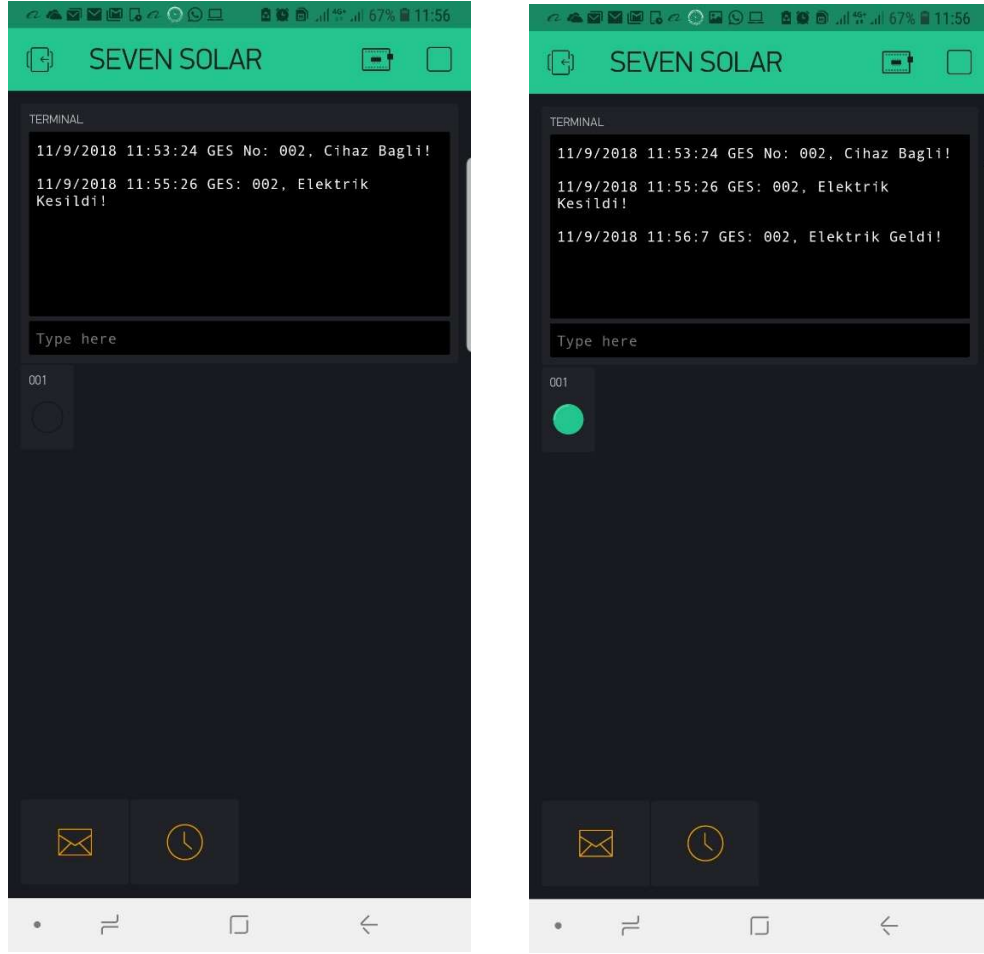 67% 11:56
SEVEN SOLAR
TERMINAL
11/9/2018 11:53:24 GES No: 002, Cihaz Bagli!
11/9/2018 11:55:26 GES: 002, Elektrik
Kesildi!
Type here
001
67% 11:56
SEVEN SOLAR
TERMINAL
11/9/2018 11:53:24 GES No: 002, Cihaz Bagli!
11/9/2018 11:55:26 GES: 002, Elektrik
Kesildi!
11/9/2018 11:56:7 GES: 002, Elektrik Geldi!
Type here
001